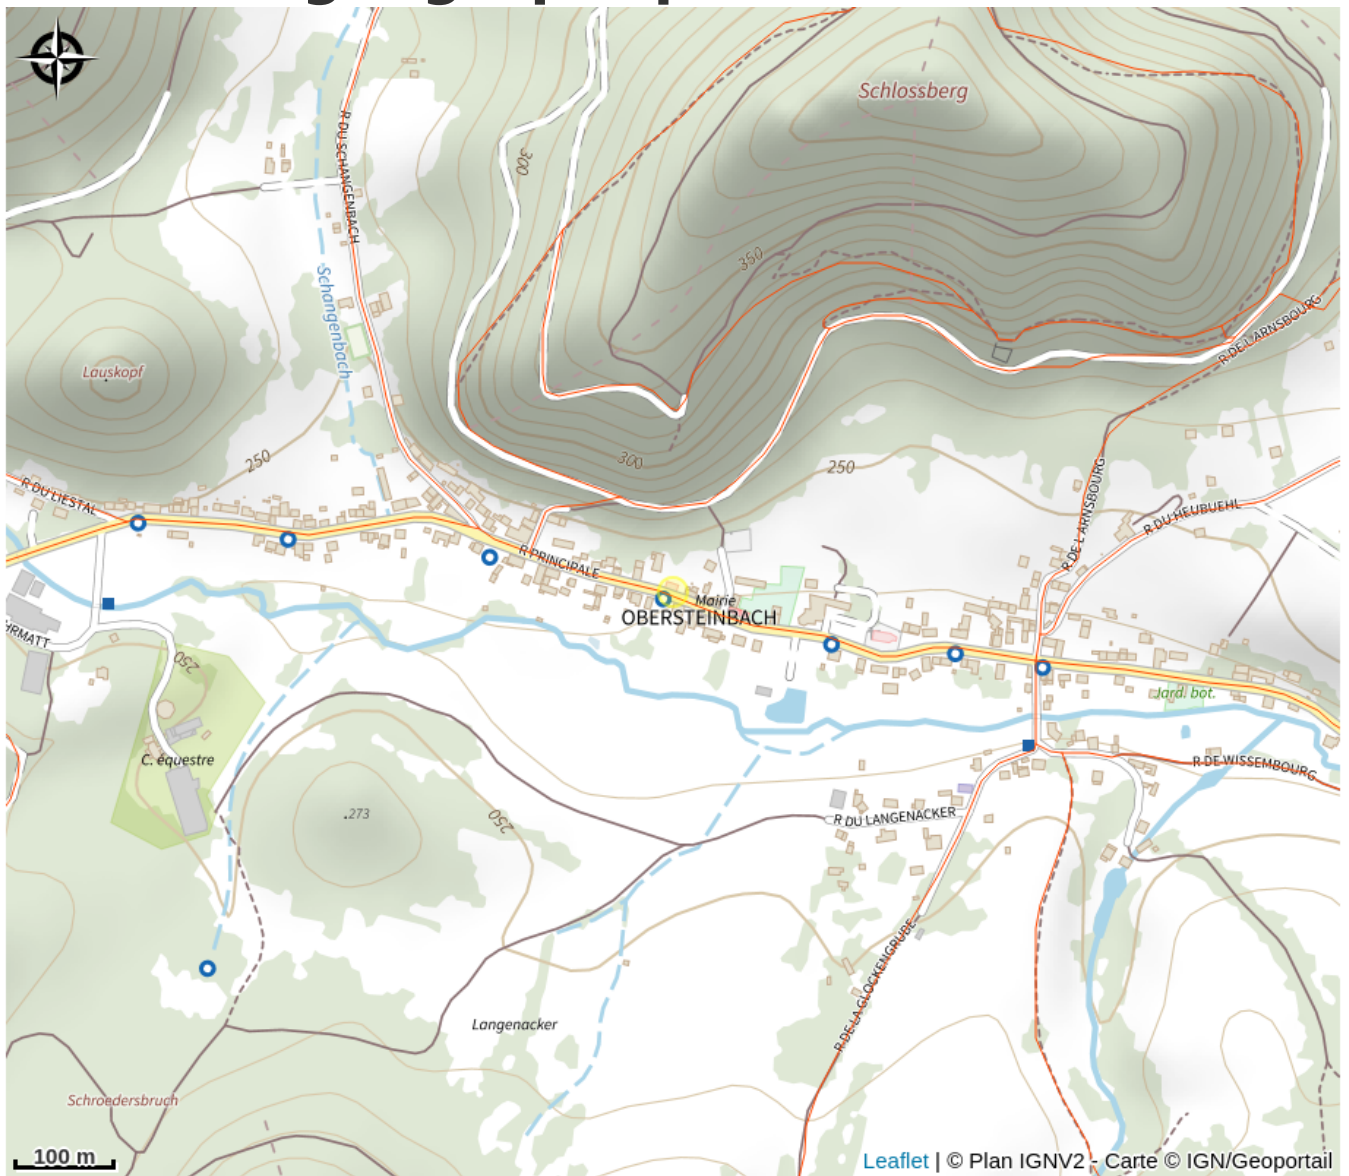 Schlossberg
R DU SCHANGENBACH
300
350
Schangenbach
R DE L'ARNSBOURG
Lauskopf
250
300
250
R DE L'ARNSBOURG
R DU LIESTAL
R DU HEUBUEHL
R PRINCIPALE
Mairie
OBERSTEINBACH
HRMATT
250
Jard. bot.
C. équestre
R DE WISSEMBOURG
273
250
R DU LANGENACKER
R DE LA GLOCKENGRUBE
Langenacker
Schroedersbruch
100 m
Leaflet | © Plan IGNV2 - Carte © IGN/Geoportail